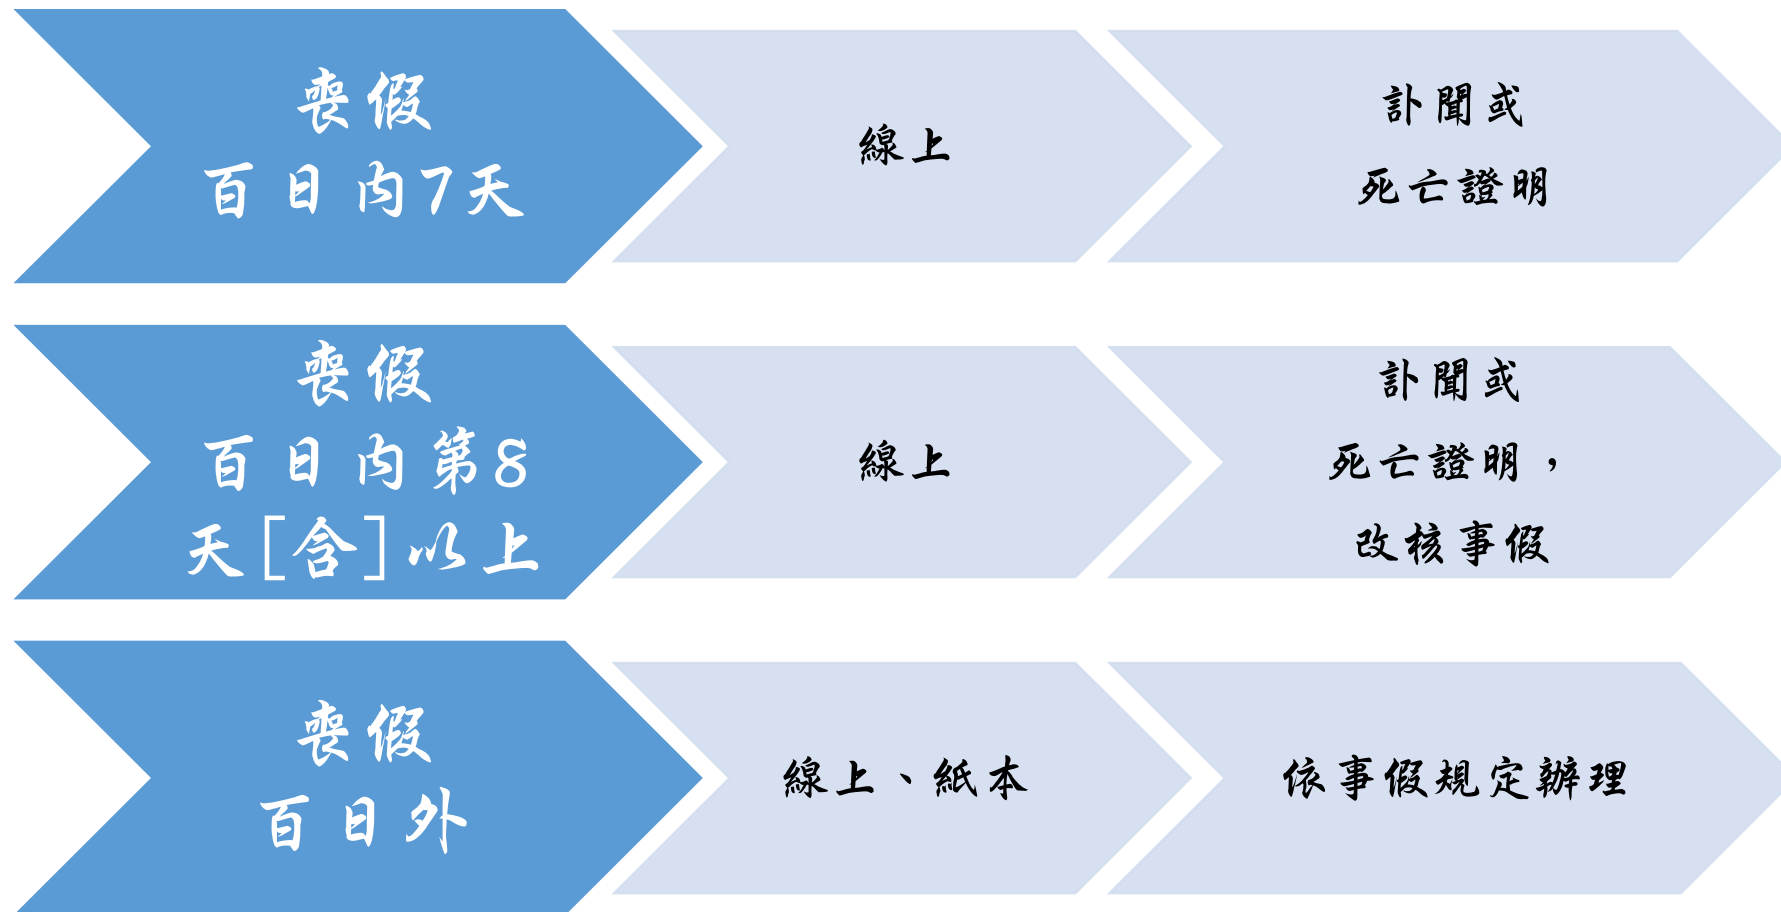 喪假
百日內7天
線上
訃聞或
死亡證明
喪假
百日內第8
天[含]以上
線上
訃聞或
死亡證明，
改核事假
喪假
百日外
線上、紙本
依事假規定辦理